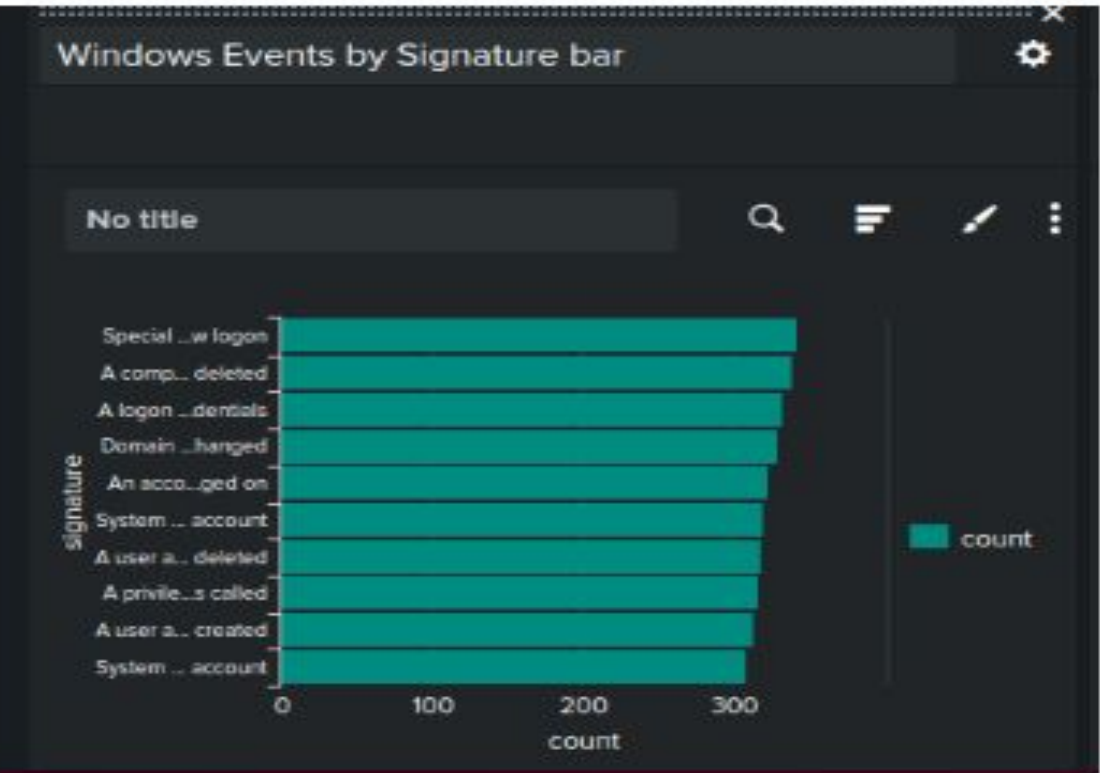 Windows Events by Signature bar
No title
Special ...w logon
A comp... deleted
A logon ...dentials
Domain ...hanged
An acco...ged on
System ... account
A user a... deleted
A privile...s called
A user a... created
System ... account
signature
0 100 200 300
count
count